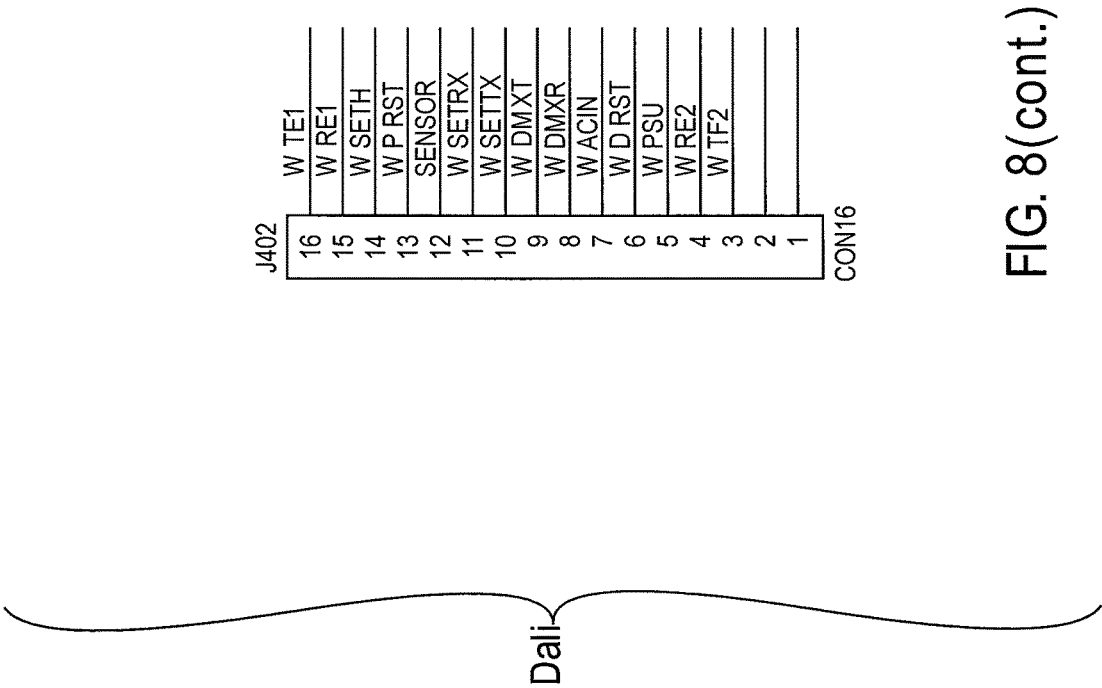 Dali
J402
16 W TE1
15 W RE1
14 W SETH
13 W P RST
12 SENSOR
11 W SETRX
10 W SETTX
9 W DMXT
8 W DMXR
7 W ACIN
6 W D RST
5 W PSU
4 W RE2
3 W TF2
2
1
CON16
FIG. 8(cont.)